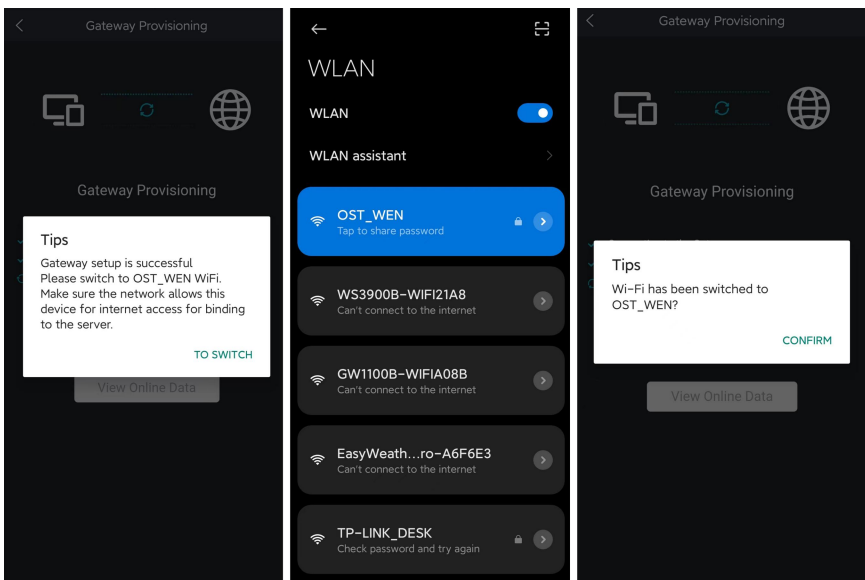 Gateway Provisioning
Gateway Provisioning
Tips
Gateway setup is successful
Please switch to OST_WEN WiFi.
Make sure the network allows this
device for internet access for binding
to the server.
TO SWITCH
View Online Data
WLAN
WLAN
WLAN assistant
OST_WEN
Tap to share password
WS3900B-WIFI21A8
Can't connect to the internet
GW1100B-WIFIA08B
Can't connect to the internet
EasyWeath...ro-A6F6E3
Can't connect to the internet
TP-LINK_DESK
Check password and try again
Gateway Provisioning
Gateway Provisioning
Tips
Wi-Fi has been switched to
OST_WEN?
CONFIRM
View Online Data